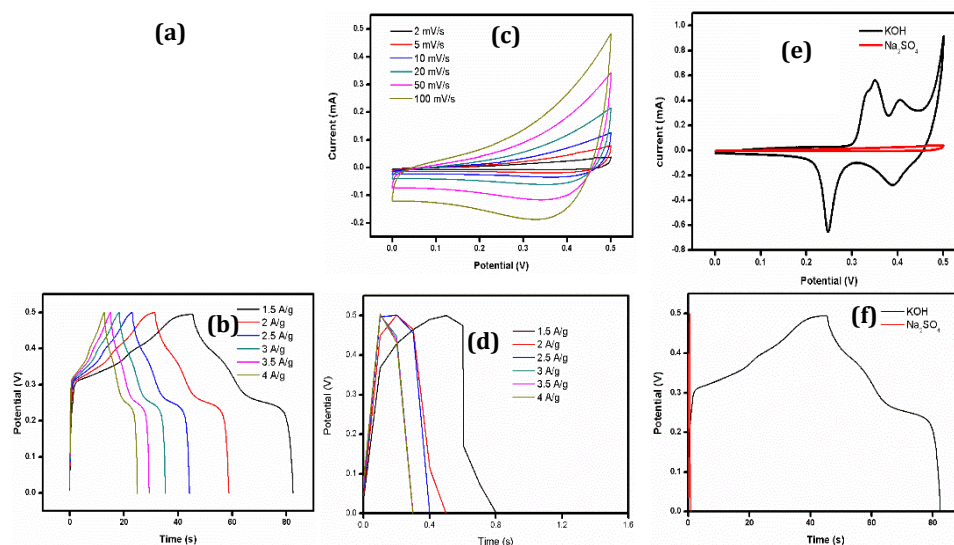 (a)
(c)
2 mV/s
5 mV/s
10 mV/s
20 mV/s
50 mV/s
100 mV/s
0.5
0.4
0.3
0.2
0.1
0.0
-0.1
-0.2
Current (mA)
0.0 0.1 0.2 0.3 0.4 0.5
Potential (V)
(e)
KOH
Na2SO4
1.0
0.8
0.6
0.4
0.2
0.0
-0.2
-0.4
-0.6
0.8
current (mA)
0.0 0.1 0.2 0.3 0.4 0.5
Potential (V)
(b)
1.5 A/g
2 A/g
2.5 A/g
3 A/g
3.5 A/g
4 A/g
0.5
0.4
0.3
0.2
0.1
0.0
Potential (V)
0 20 40 60 80
Time (s)
(d)
1.5 A/g
2 A/g
2.5 A/g
3 A/g
3.5 A/g
4 A/g
0.5
0.4
0.3
0.2
0.1
0.0
Potential (V)
0.0 0.4 0.8 1.2 1.6
Time (s)
(f)
KOH
Na2SO4
0.5
0.4
0.3
0.2
0.1
0.0
Potential (V)
0 20 40 60 80
Time (s)